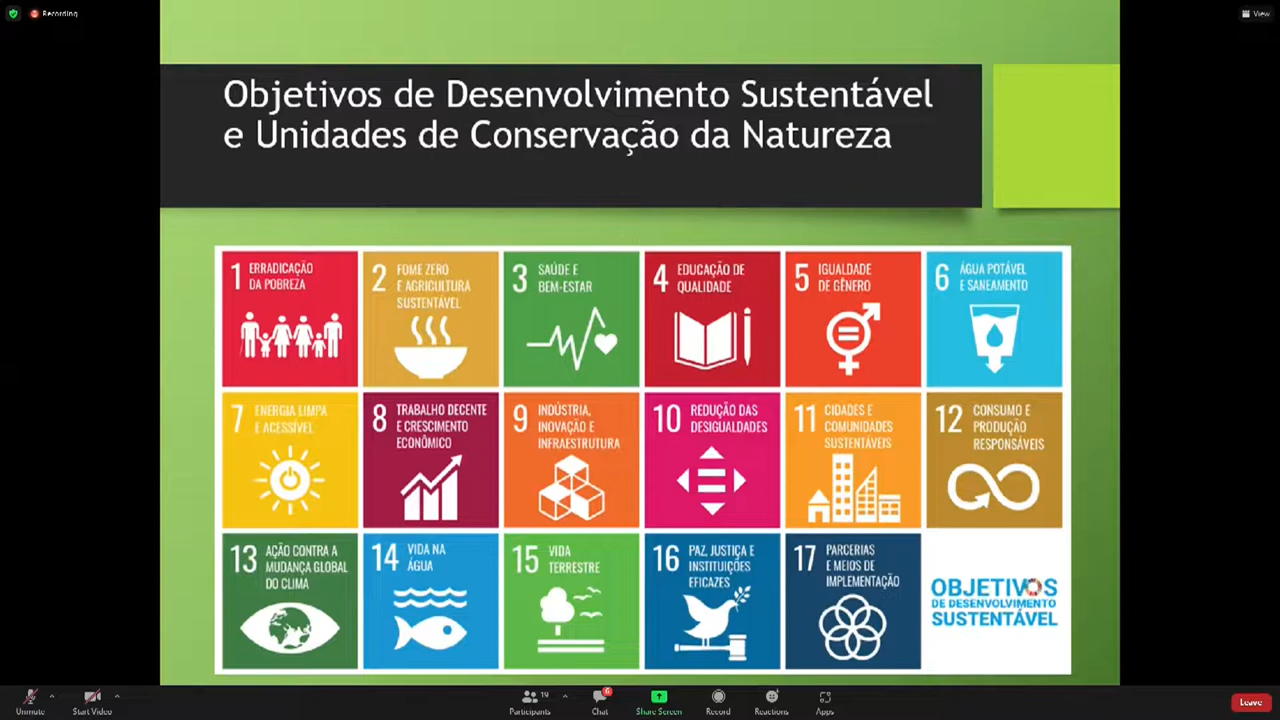 Recording
View
Objetivos de Desenvolvimento Sustentável
e Unidades de Conservação da Natureza
1 ERRADICAÇÃO
DA POBREZA
2 FOME ZERO
E AGRICULTURA
SUSTENTÁVEL
3 SAÚDE E
BEM-ESTAR
4 EDUCAÇÃO DE
QUALIDADE
5 IGUALDADE
DE GÊNERO
6 ÁGUA POTÁVEL
E SANEAMENTO
7 ENERGIA LIMPA
E ACESSÍVEL
8 TRABALHO DECENTE
E CRESCIMENTO
ECONÔMICO
9 INDÚSTRIA,
INOVAÇÃO E
INFRAESTRUTURA
10 REDUÇÃO DAS
DESIGUALDADES
11 CIDADES E
COMUNIDADES
SUSTENTÁVEIS
12 CONSUMO E
PRODUÇÃO
RESPONSÁVEIS
13 AÇÃO CONTRA A
MUDANÇA GLOBAL
DO CLIMA
14 VIDA NA
ÁGUA
15 VIDA
TERRESTRE
16 PAZ, JUSTIÇA E
INSTITUIÇÕES
EFICAZES
17 PARCERIAS
E MEIOS DE
IMPLEMENTAÇÃO
OBJETIVOS
DE DESENVOLVIMENTO
SUSTENTÁVEL
Unmute
Start Video
19
Participants
6
Chat
Share Screen
Record
Reactions
Apps
Leave